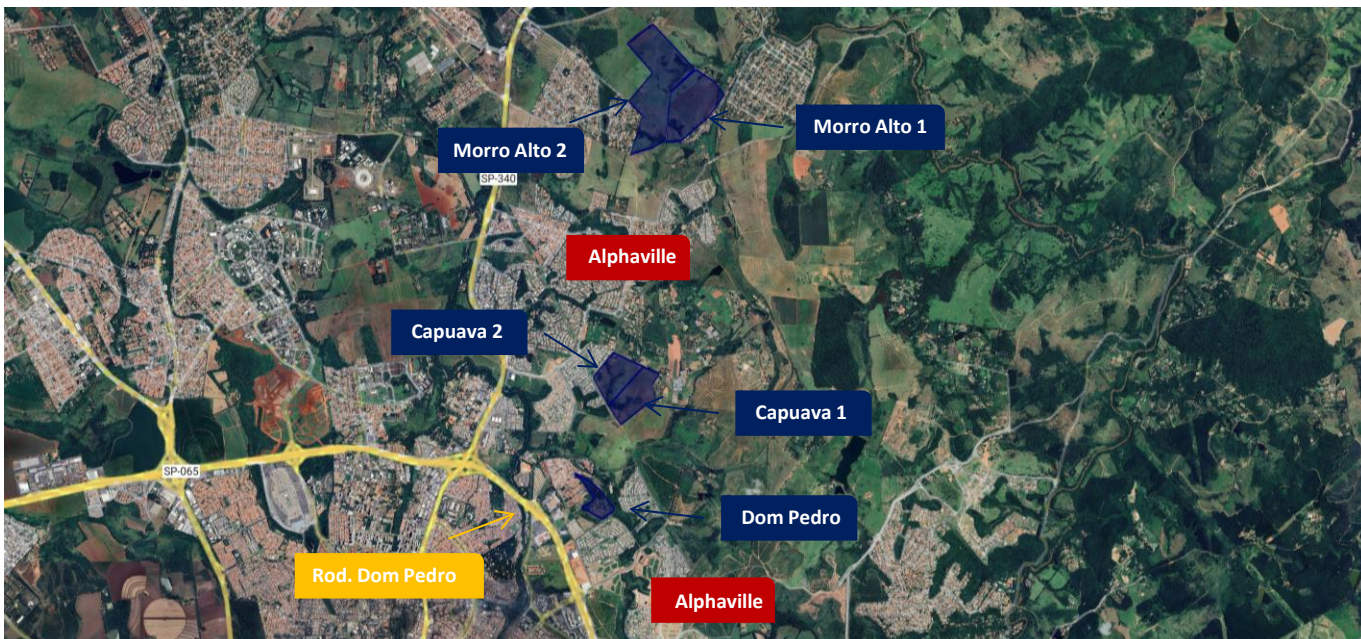 Morro Alto 1
Morro Alto 2
SP-340
Alphaville
Capuava 2
Capuava 1
SP-065
Dom Pedro
Rod. Dom Pedro
Alphaville